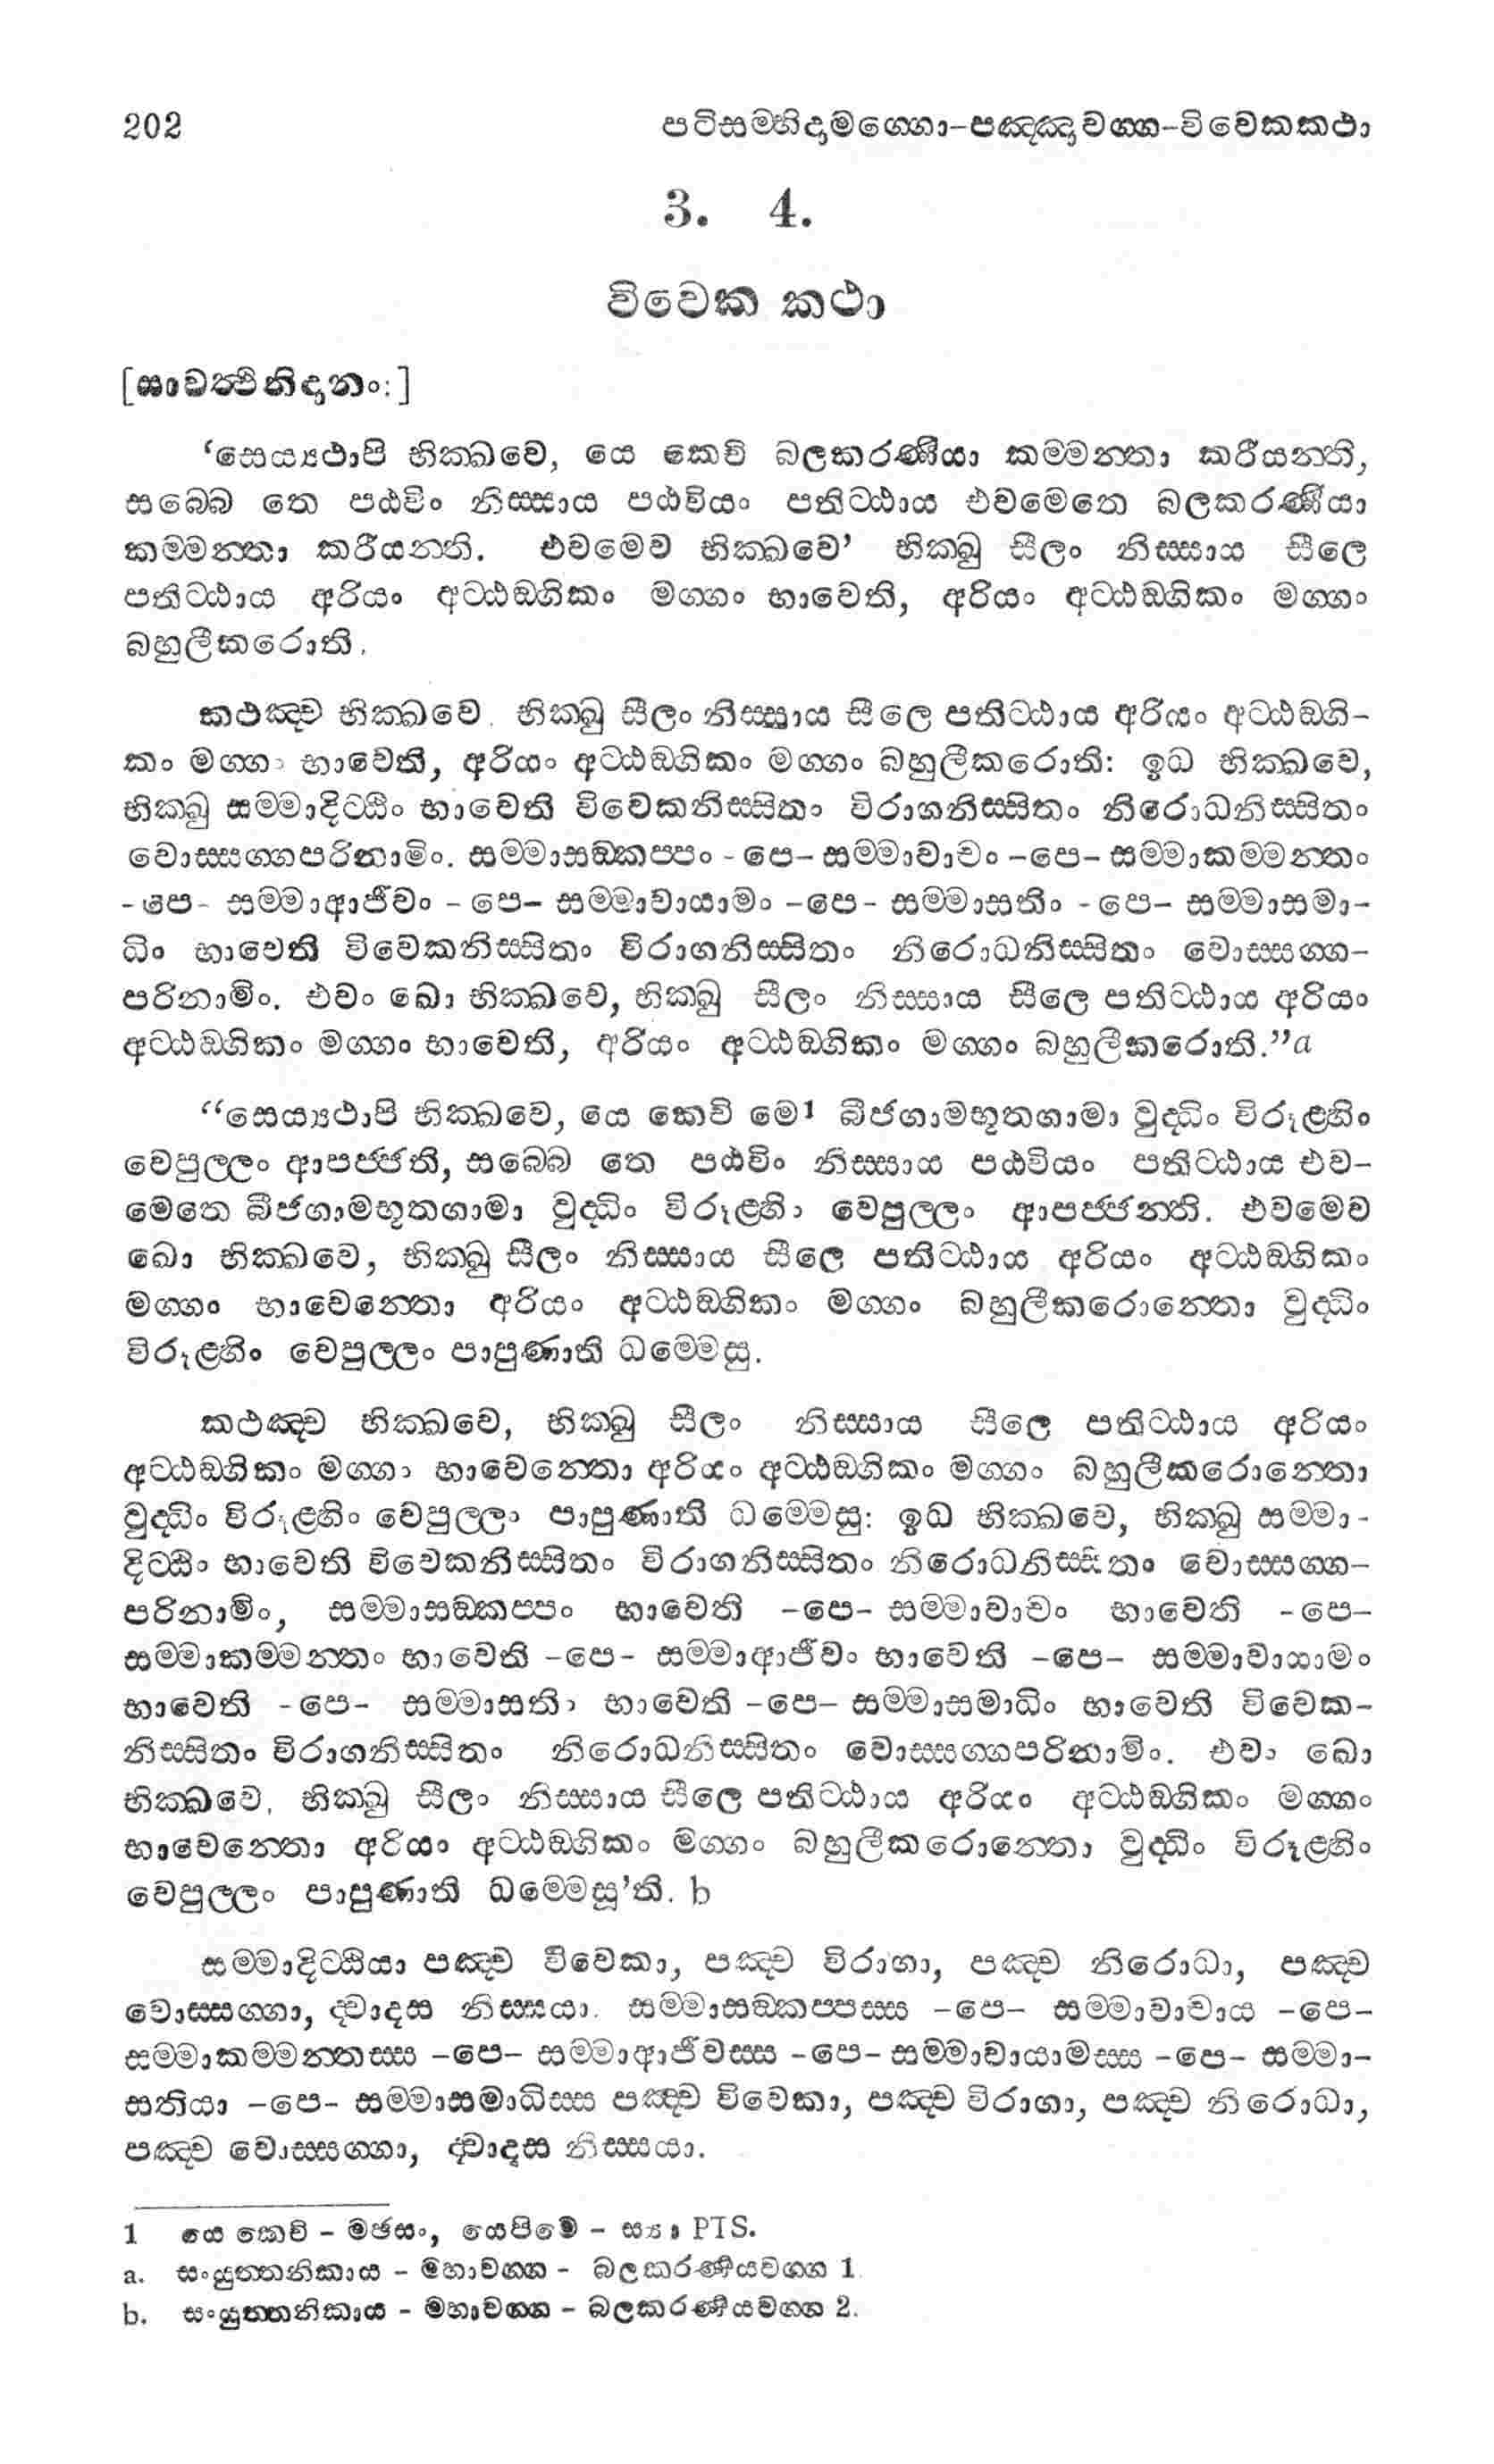 202 පටිසම්භිදාමග්ගො-පඤ්ඤාවග්ග-විවෙකකථා
3. 4.
විවෙක කථා
[සාවත්ථිනිදානං:]
‘සෙය්‍යථාපි භික්ඛවෙ, යෙ කෙචි බලකරණීයා කම්මන්තා කරීයන්ති,
සබ්බෙ තෙ පඨවිං නිස්සාය පඨවියං පතිට්ඨාය එවමෙතෙ බලකරණීයා
කම්මන්තා කරීයන්ති. එවමෙව භික්ඛවෙ’ භික්ඛු සීලං නිස්සාය සීලෙ
පතිට්ඨාය අරියං අට්ඨඞ්ගිකං මග්ගං භාවෙති, අරියං අට්ඨඞ්ගිකං මග්ගං
බහුලීකරොති.
කථඤ්ච භික්ඛවෙ. භික්ඛු සීලං නිස්සාය සීලෙ පතිට්ඨාය අරියං අට්ඨඞ්ගි-
කං මග්ගං භාවෙති, අරියං අට්ඨඞ්ගිකං මග්ගං බහුලීකරොති: ඉධ භික්ඛවෙ,
භික්ඛු සම්මාදිට්ඨිං භාවෙති විවෙකනිස්සිතං විරාගනිස්සිතං නිරොධනිස්සිතං
වොස්සග්ගපරිනාමිං. සම්මාසඞ්කප්පං -පෙ- සම්මාවාචං -පෙ- සම්මාකම්මන්තං
-පෙ- සම්මාආජීවං -පෙ- සම්මාවායාමං -පෙ- සම්මාසතිං -පෙ- සම්මාසමා-
ධිං භාවෙති විවෙකනිස්සිතං විරාගනිස්සිතං නිරොධනිස්සිතං වොස්සග්ග-
පරිනාමිං. එවං ඛො භික්ඛවෙ, භික්ඛු සීලං නිස්සාය සීලෙ පතිට්ඨාය අරියං
අට්ඨඞ්ගිකං මග්ගං භාවෙති, අරියං අට්ඨඞ්ගිකං මග්ගං බහුලීකරොති.”a
“සෙය්‍යථාපි භික්ඛවෙ, යෙ කෙචි මෙ1 බීජගාමභූතගාමා වුද්ධිං විරූළ්හිං
වෙපුල්ලං ආපජ්ජති, සබ්බෙ තෙ පඨවිං නිස්සාය පඨවියං පතිට්ඨාය එව-
මෙතෙ බීජගාමභූතගාමා වුද්ධිං විරූළ්හිං වෙපුල්ලං ආපජ්ජන්ති. එවමෙව
ඛො භික්ඛවෙ, භික්ඛු සීලං නිස්සාය සීලෙ පතිට්ඨාය අරියං අට්ඨඞ්ගිකං
මග්ගං භාවෙන්තො අරියං අට්ඨඞ්ගිකං මග්ගං බහුලීකරොන්තො වුද්ධිං
විරූළ්හිං වෙපුල්ලං පාපුණාති ධම්මෙසු.
කථඤ්ච භික්ඛවෙ, භික්ඛු සීලං නිස්සාය සීලෙ පතිට්ඨාය අරියං
අට්ඨඞ්ගිකං මග්ගං භාවෙන්තො අරියං අට්ඨඞ්ගිකං මග්ගං බහුලීකරොන්තො
වුද්ධිං විරූළ්හිං වෙපුල්ලං පාපුණාති ධම්මෙසු: ඉධ භික්ඛවෙ, භික්ඛු සම්මා-
දිට්ඨිං භාවෙති විවෙකනිස්සිතං විරාගනිස්සිතං නිරොධනිස්සිතං වොස්සග්ග-
පරිනාමිං, සම්මාසඞ්කප්පං භාවෙති -පෙ- සම්මාවාචං භාවෙති -පෙ-
සම්මාකම්මන්තං භාවෙති -පෙ- සම්මාආජීවං භාවෙති -පෙ- සම්මාවායාමං
භාවෙති -පෙ- සම්මාසතිං භාවෙති -පෙ- සම්මාසමාධිං භාවෙති විවෙක-
නිස්සිතං විරාගනිස්සිතං නිරොධනිස්සිතං වොස්සග්ගපරිනාමිං. එවං ඛො
භික්ඛවෙ, භික්ඛු සීලං නිස්සාය සීලෙ පතිට්ඨාය අරියං අට්ඨඞ්ගිකං මග්ගං
භාවෙන්තො අරියං අට්ඨඞ්ගිකං මග්ගං බහුලීකරොන්තො වුද්ධිං විරූළ්හිං
වෙපුල්ලං පාපුණාති ධම්මෙසූ’ති. b
සම්මාදිට්ඨියා පඤ්ච විවෙකා, පඤ්ච විරාගා, පඤ්ච නිරොධා, පඤ්ච
වොස්සග්ගා, ද්වාදස නිස්සයා. සම්මාසඞ්කප්පස්ස -පෙ- සම්මාවාචාය -පෙ-
සම්මාකම්මන්තස්ස -පෙ- සම්මාආජීවස්ස -පෙ- සම්මාවායාමස්ස -පෙ- සම්මා-
සතියා -පෙ- සම්මාසමාධිස්ස පඤ්ච විවෙකා, පඤ්ච විරාගා, පඤ්ච නිරොධා,
පඤ්ච වොස්සග්ගා, ද්වාදස නිස්සයා.
1 යෙ කෙචි - මඡසං, යෙපිමෙ - ස්‍යා PTS.
a. සංයුත්තනිකාය - මහාවග්ග - බලකරණීයවග්ග 1.
b. සංයුත්තනිකාය - මහාවග්ග - බලකරණීයවග්ග 2.